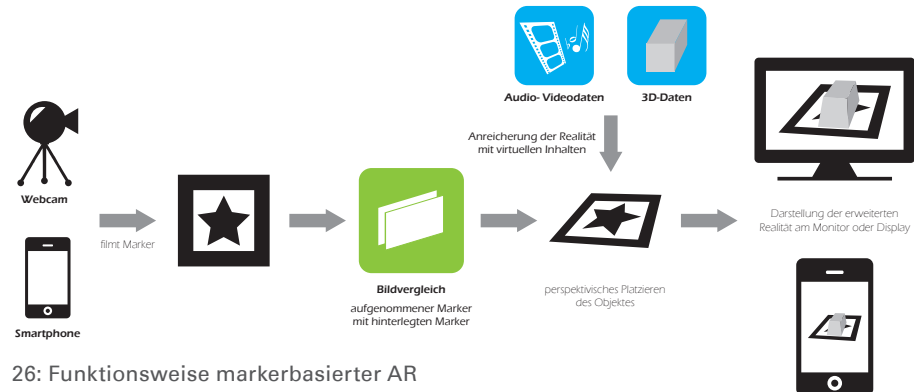 Webcam
Smartphone
filmt Marker
Bildvergleich
aufgenommener Marker
mit hinterlegten Marker
Audio- Videodaten
3D-Daten
Anreicherung der Realität
mit virtuellen Inhalten
perspektivisches Platzieren
des Objektes
Darstellung der erweiterten
Realität am Monitor oder Display
26: Funktionsweise markerbasierter AR